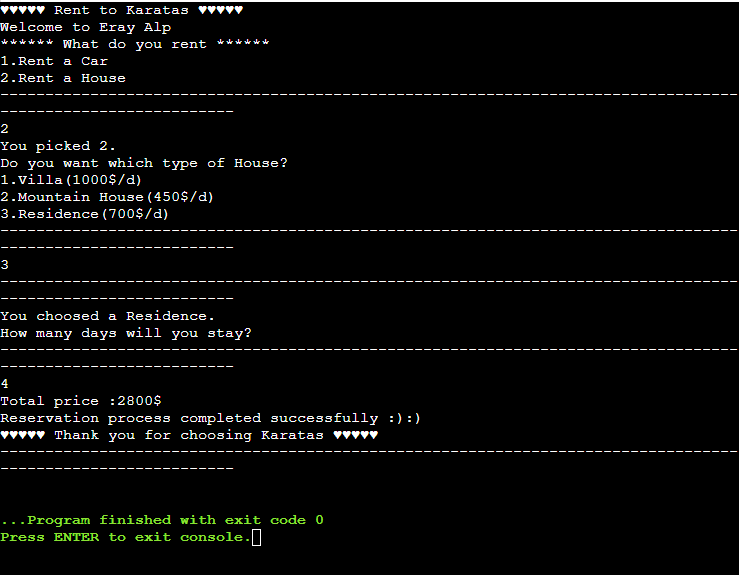 ♥♥♥♥♥ Rent to Karatas ♥♥♥♥♥
Welcome to Eray Alp
****** What do you rent ******
1.Rent a Car
2.Rent a House
----------------------------------------------------------------------------------
--------------------------
2
You picked 2.
Do you want which type of House?
1.Villa(1000$/d)
2.Mountain House(450$/d)
3.Residence(700$/d)
----------------------------------------------------------------------------------
--------------------------
3
----------------------------------------------------------------------------------
--------------------------
You choosed a Residence.
How many days will you stay?
----------------------------------------------------------------------------------
--------------------------
4
Total price :2800$
Reservation process completed successfully :):)
♥♥♥♥♥ Thank you for choosing Karatas ♥♥♥♥♥
----------------------------------------------------------------------------------
--------------------------
...Program finished with exit code 0
Press ENTER to exit console.